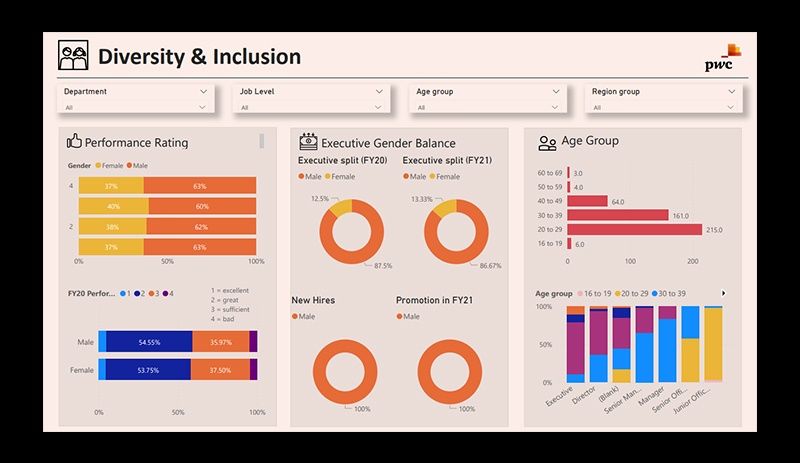 Diversity & Inclusion
pwc
Department
All
Job Level
All
Age group
All
Region group
All
Performance Rating
Gender Female Male
4 37% 63%
40% 60%
2 38% 62%
37% 63%
0% 50% 100%
FY20 Perfor... 1 2 3 4
1 = excellent
2 = great
3 = sufficient
4 = bad
Male 54.55% 35.97%
Female 53.75% 37.50%
0% 50% 100%
Executive Gender Balance
Executive split (FY20)
Male Female
12.5%
87.5%
Executive split (FY21)
Male Female
13.33%
86.67%
New Hires
Male
100%
Promotion in FY21
Male
100%
Age Group
60 to 69 3.0
50 to 59 4.0
40 to 49 64.0
30 to 39 161.0
20 to 29 215.0
16 to 19 6.0
0 100 200
Age group 16 to 19 20 to 29 30 to 39
100%
50%
0%
Executive
Director
(Blank)
Senior Man...
Manager
Senior Offi...
Junior Offic...